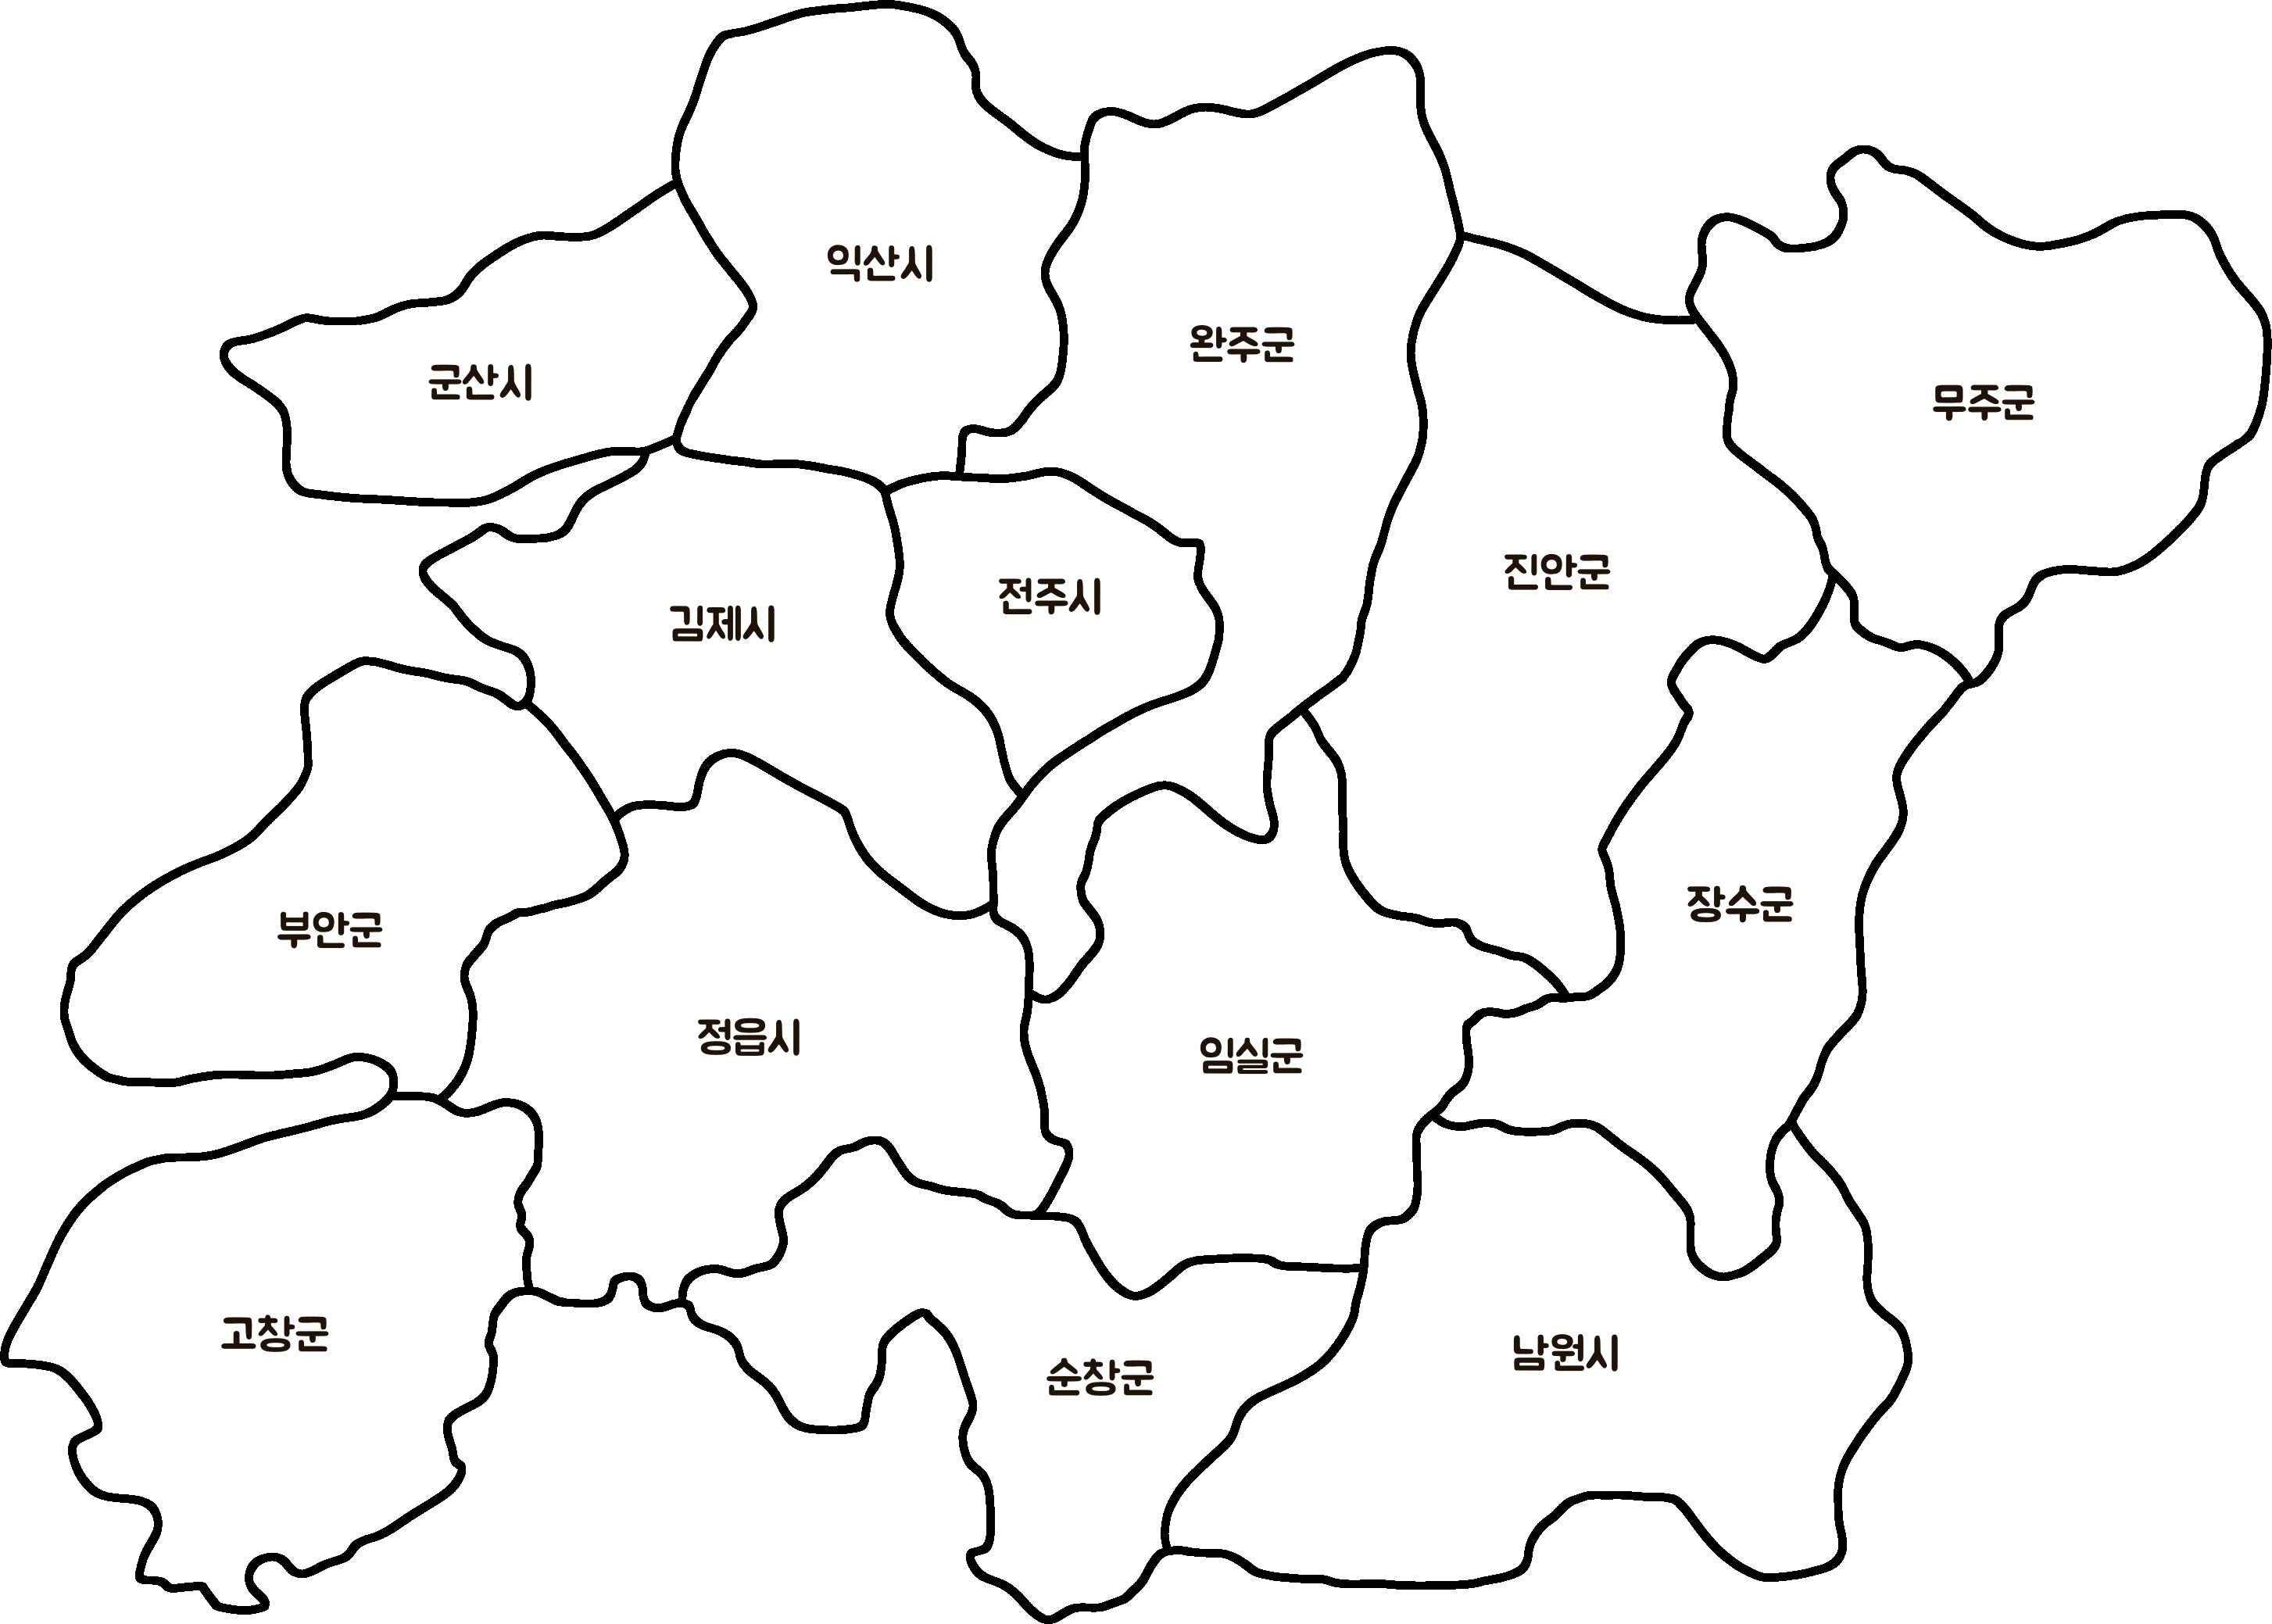 익산시
완주군
군산시
무주군
진안군
전주시
김제시
장수군
부안군
정읍시
임실군
고창군
남원시
순창군